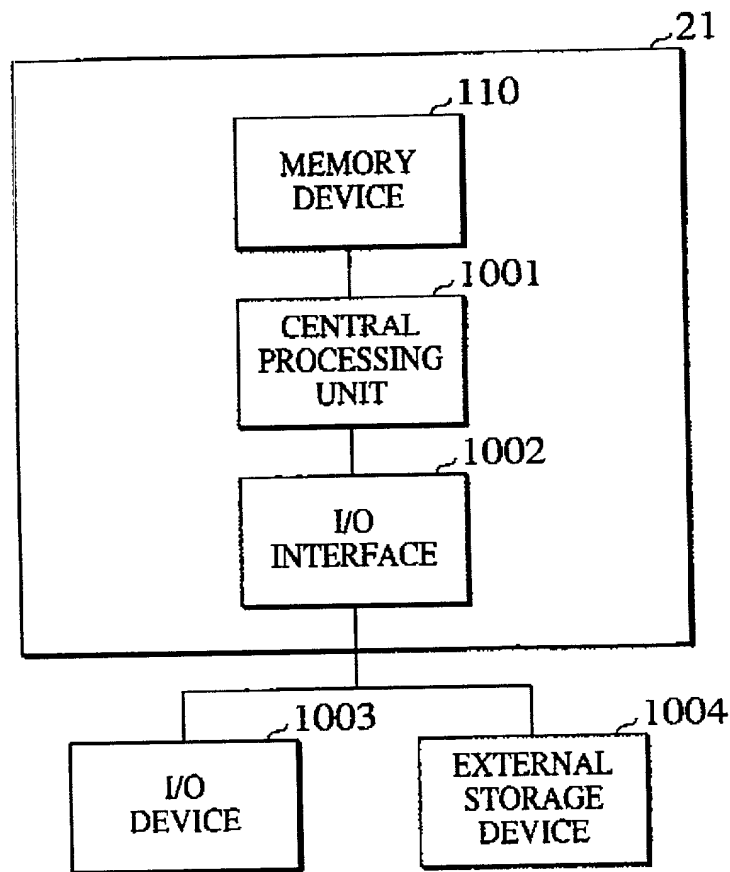 21
110
MEMORY
DEVICE
1001
CENTRAL
PROCESSING
UNIT
1002
I/O
INTERFACE
1003
I/O
DEVICE
1004
EXTERNAL
STORAGE
DEVICE